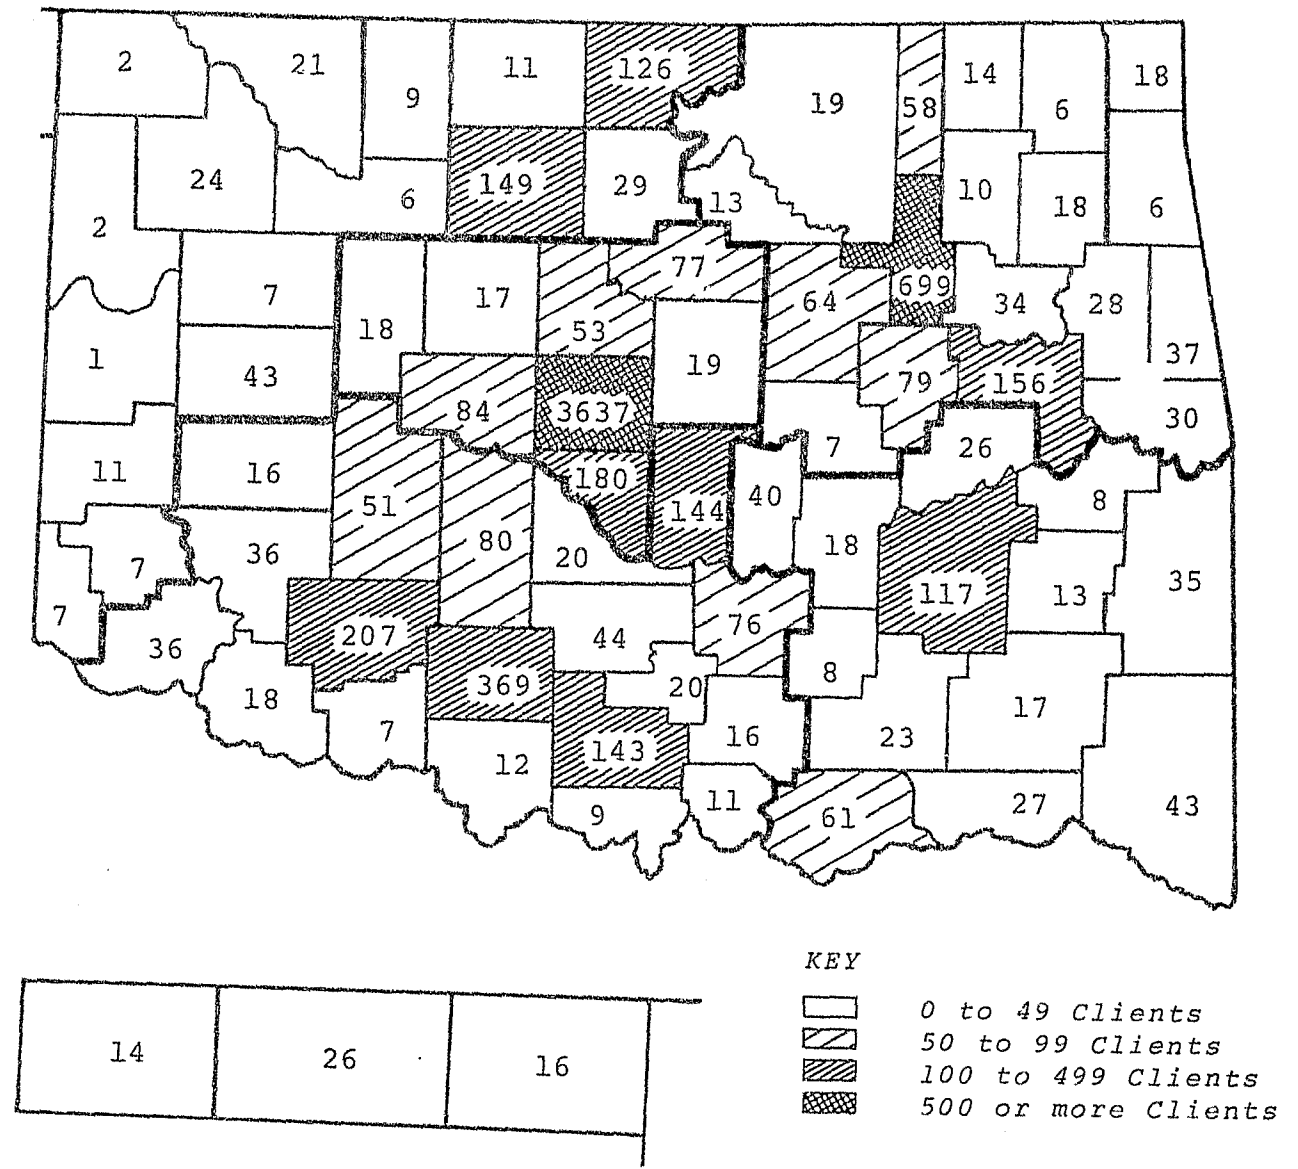 2 21 9 11 126 19 58 14 6 18
24 6 149 29 13 10 18 6
2 7 18 17 53 77 64 699 34 28 37
1 43 84 3637 19 79 156 30
11 16 51 180 144 40 7 26 8
7 36 80 20 18 117 13 35
7 36 207 44 76 8
18 369 20 17
7 12 143 16 23
9 11 61 27 43
KEY
0 to 49 Clients
50 to 99 Clients
100 to 499 Clients
500 or more Clients
14 26 16